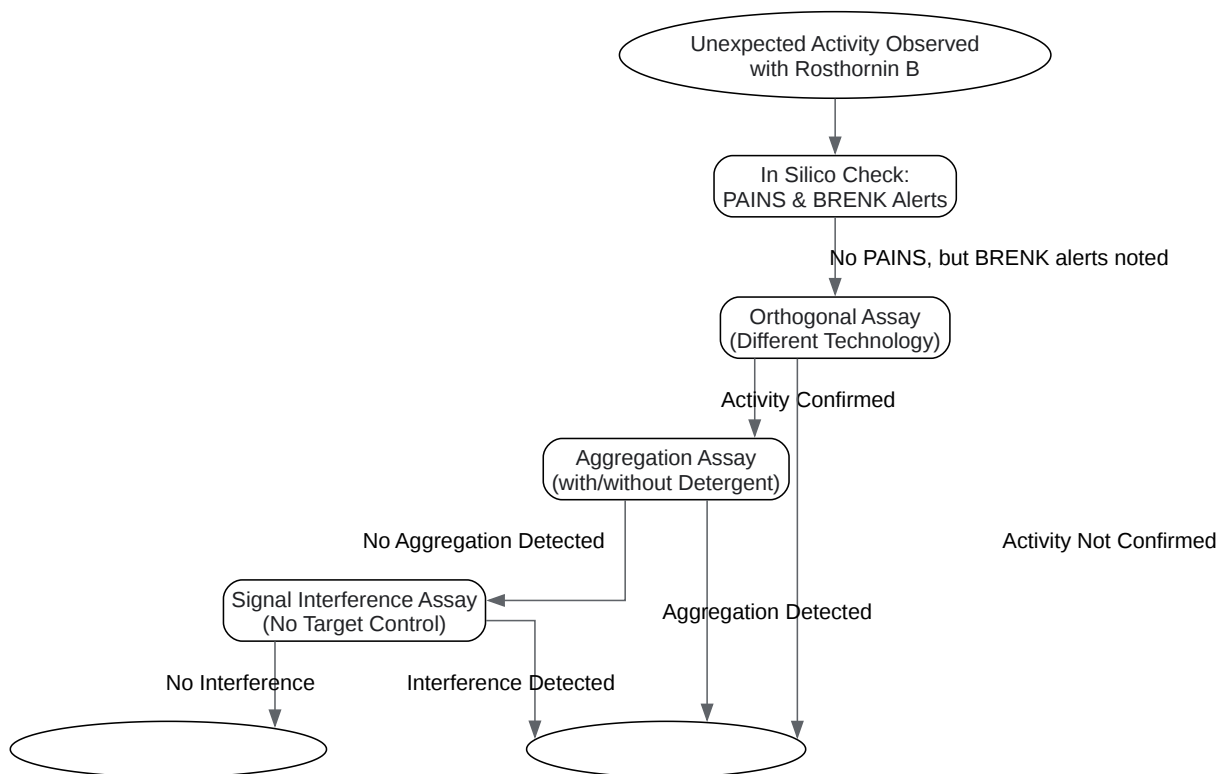 Unexpected Activity Observed
with Rosthornin B
In Silico Check:
PAINS & BRENK Alerts
No PAINS, but BRENK alerts noted
Orthogonal Assay
(Different Technology)
Activity Confirmed
Aggregation Assay
(with/without Detergent)
No Aggregation Detected
Activity Not Confirmed
Signal Interference Assay
(No Target Control)
Aggregation Detected
No Interference
Interference Detected